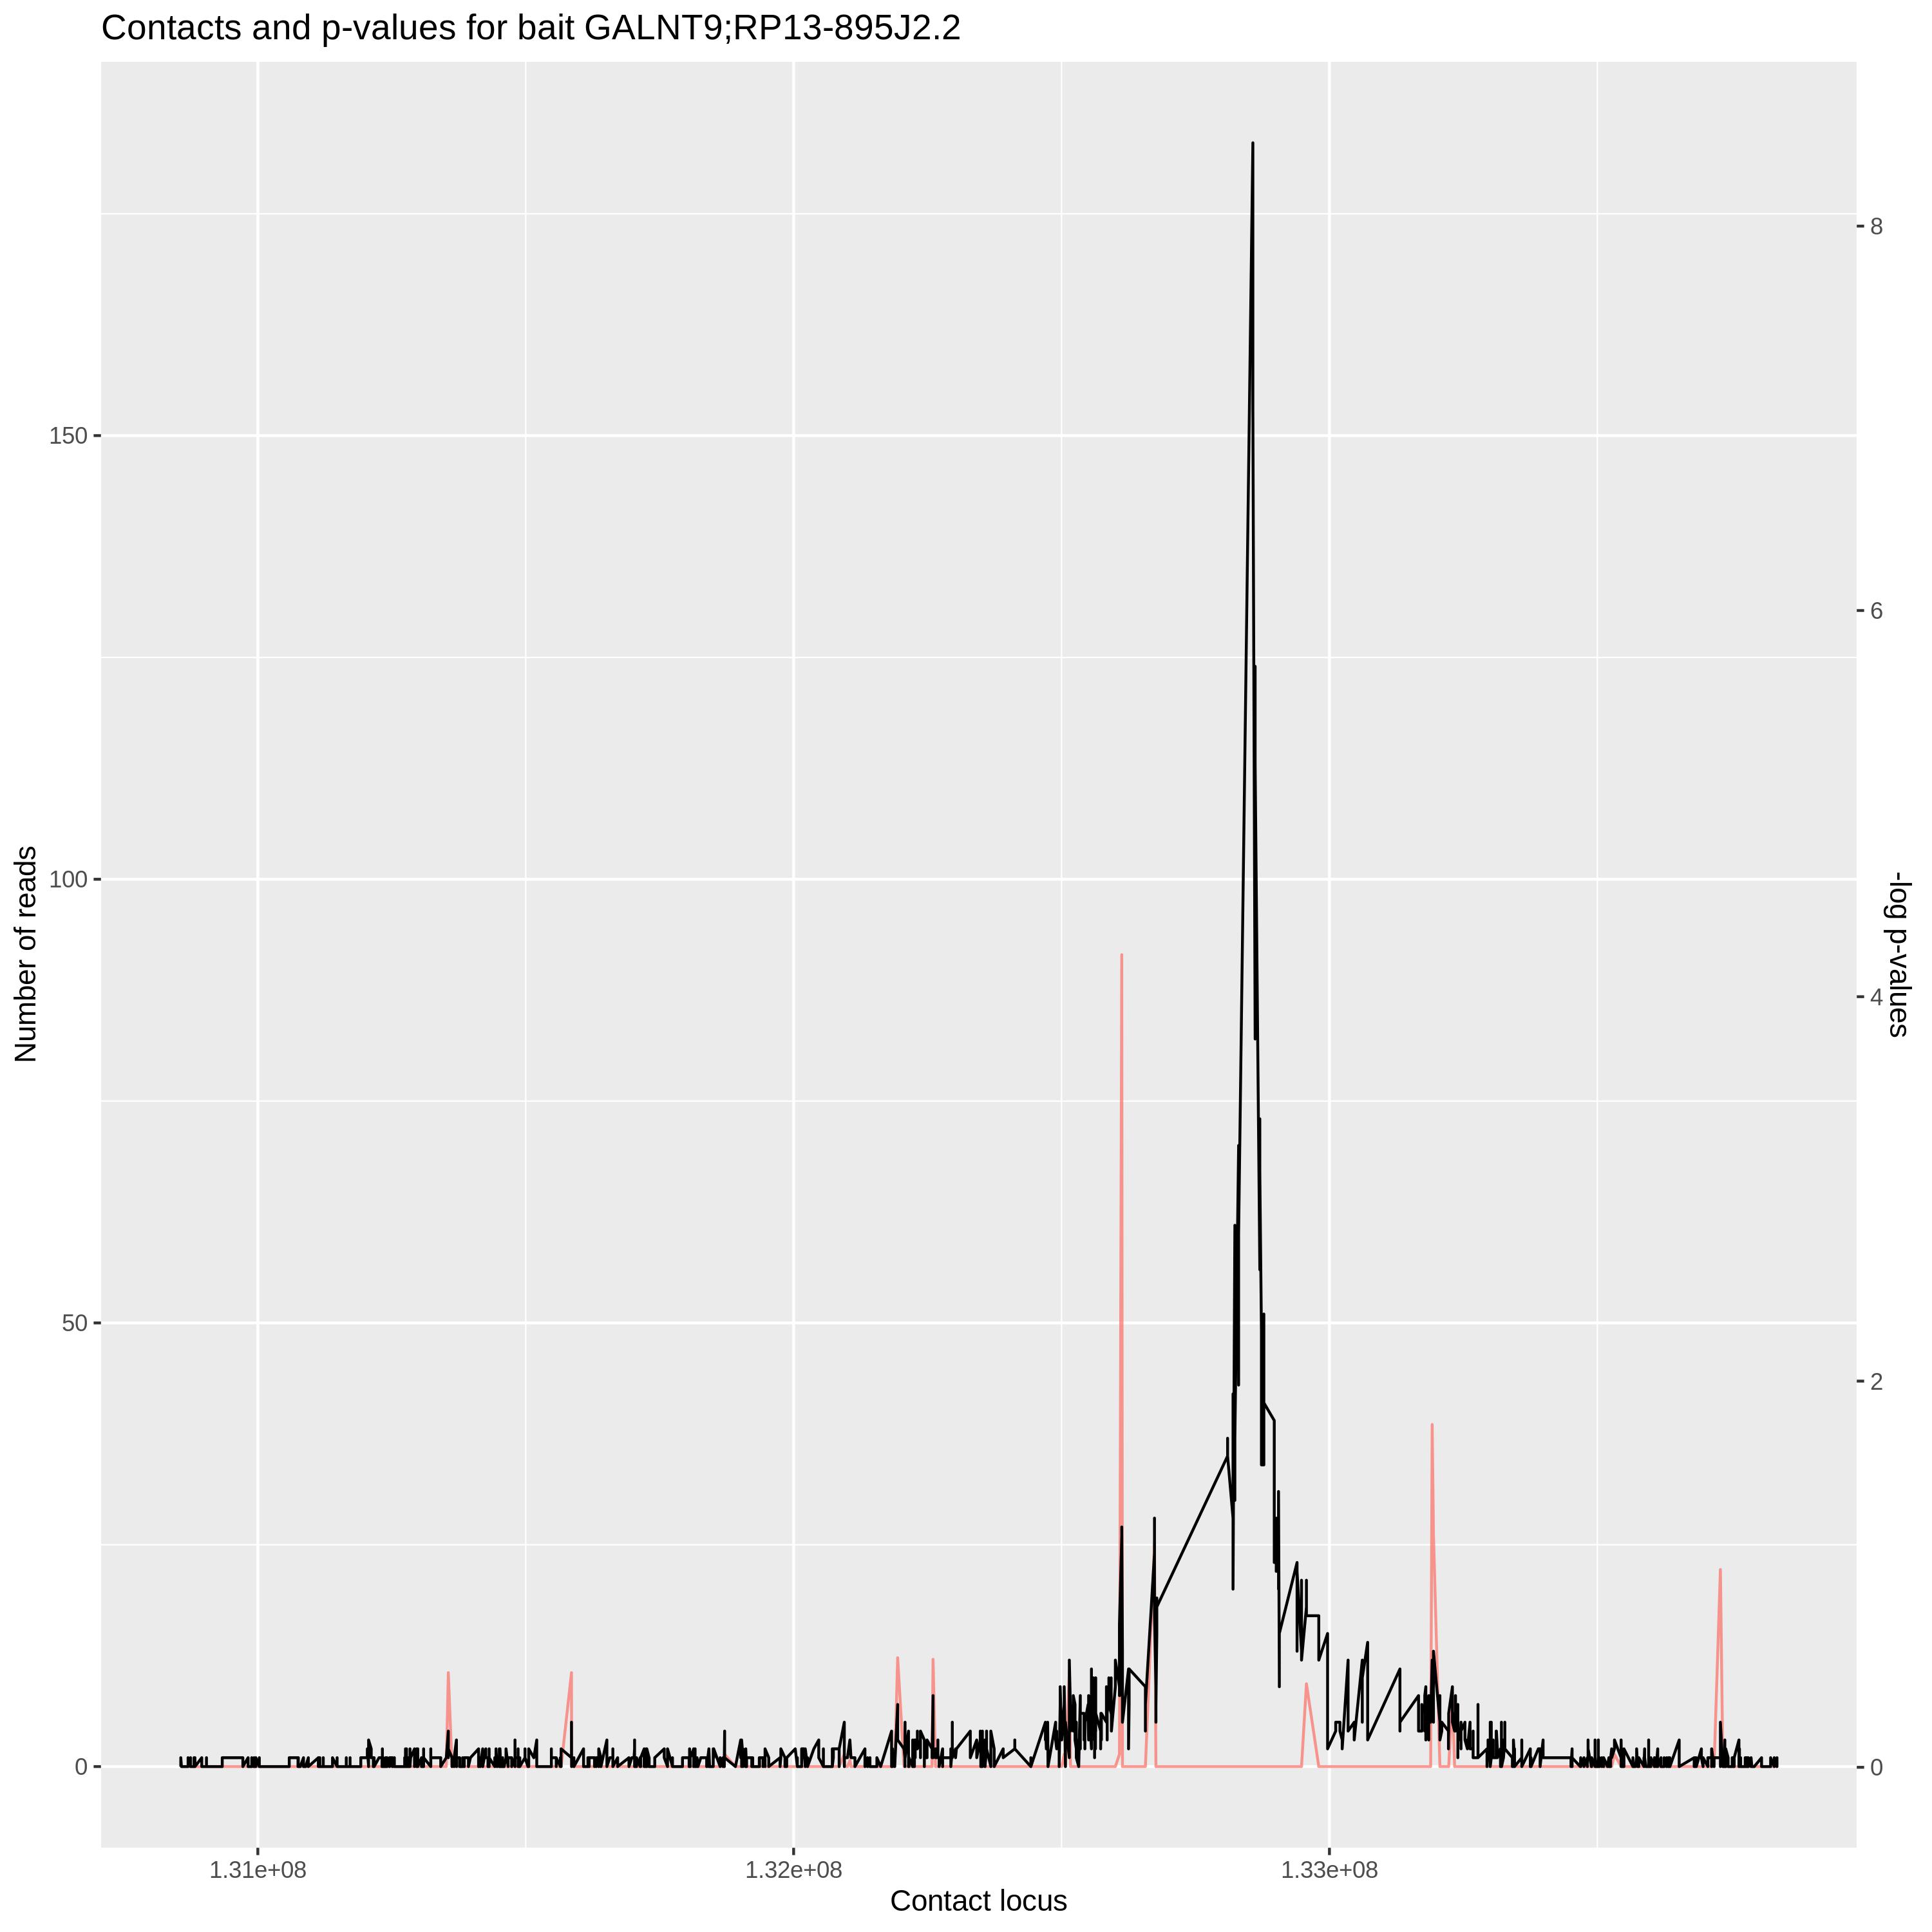 Contacts and p-values for bait GALNT9;RP13-895J2.2
Number of reads
150
100
50
0
8
6
4
2
0
-log p-values
1.31e+08
1.32e+08
1.33e+08
Contact locus